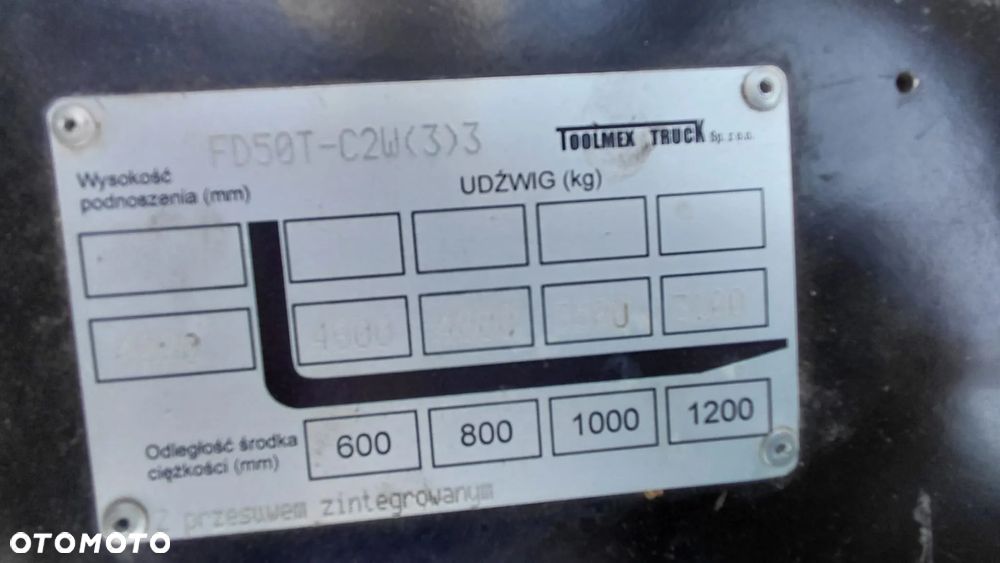 FD50T-C2W(3)3
TOOLMEX TRUCK Sp. z o.o.
Wysokość
podnoszenia (mm)
UDŹWIG (kg)
4600
600
800
1000
1200
Odległość środka
ciężkości (mm)
Z przesuwem zintegrowanym
OTOMOTO